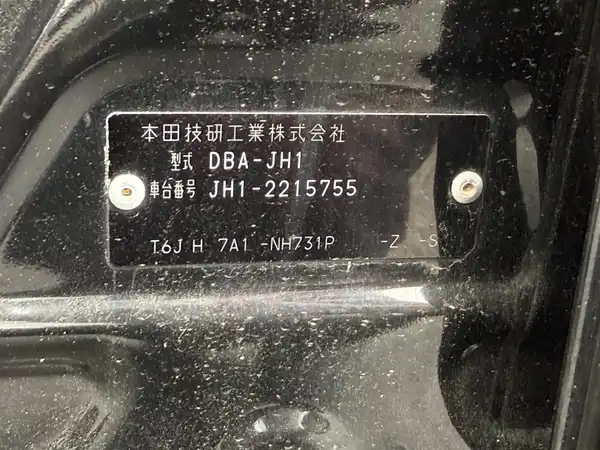 本田技研工業株式会社
型式 DBA-JH1
車台番号 JH1-2215755
T6J H 7A1 -NH731P -Z -S